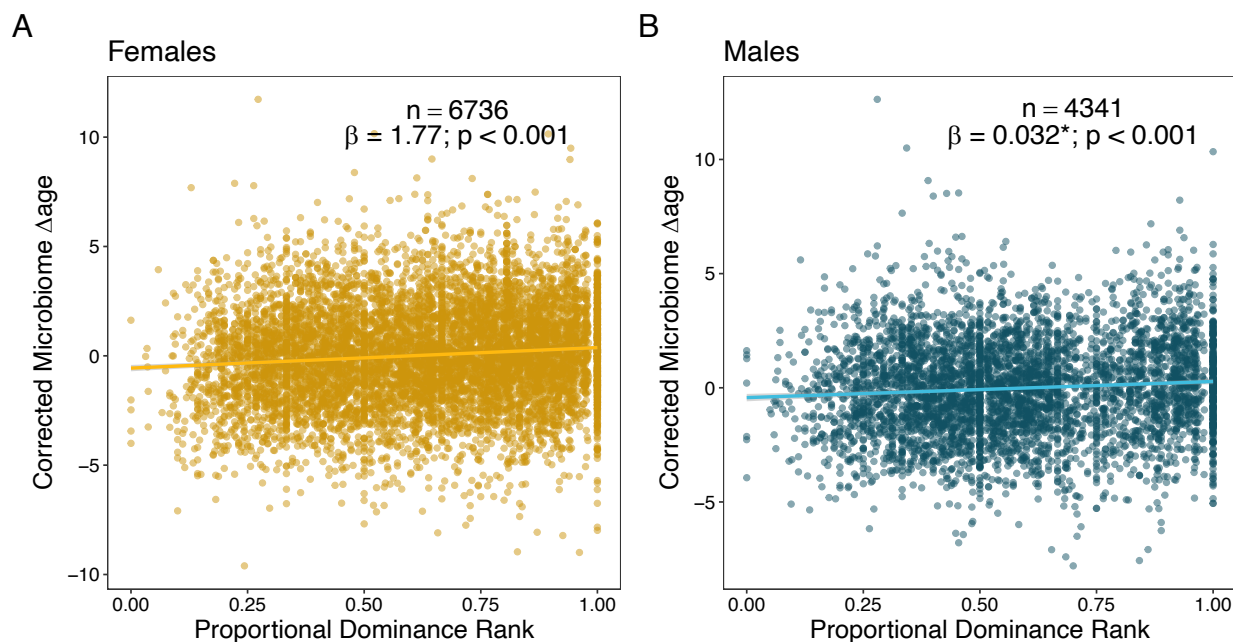 A
Females
n = 6736
β = 1.77; p < 0.001
Corrected Microbiome Δage
10
5
0
−5
−10
0.00 0.25 0.50 0.75 1.00
Proportional Dominance Rank
B
Males
n = 4341
β = 0.032*; p < 0.001
Corrected Microbiome Δage
10
5
0
−5
0.00 0.25 0.50 0.75 1.00
Proportional Dominance Rank